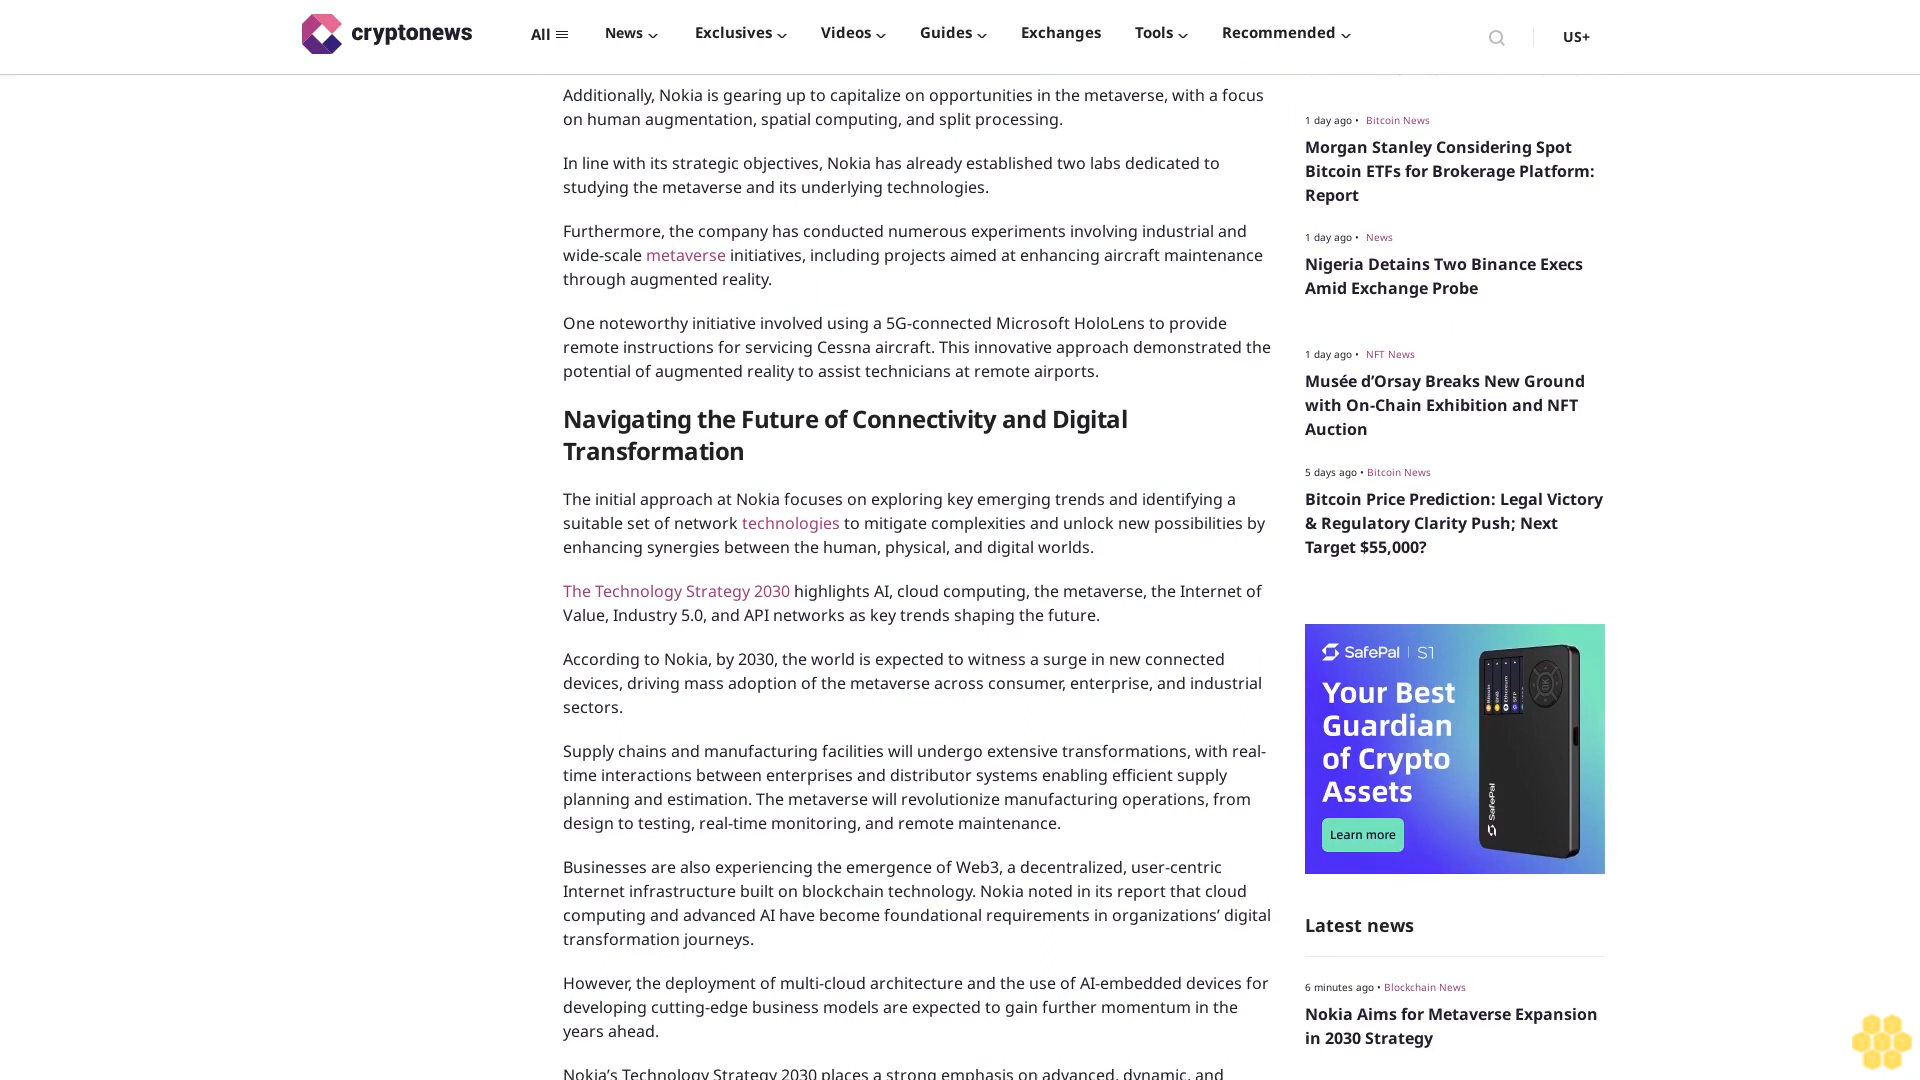 cryptonews
All
News
Exclusives
Videos
Guides
Exchanges
Tools
Recommended
US+
Additionally, Nokia is gearing up to capitalize on opportunities in the metaverse, with a focus
on human augmentation, spatial computing, and split processing.
In line with its strategic objectives, Nokia has already established two labs dedicated to
studying the metaverse and its underlying technologies.
Furthermore, the company has conducted numerous experiments involving industrial and
wide-scale metaverse initiatives, including projects aimed at enhancing aircraft maintenance
through augmented reality.
One noteworthy initiative involved using a 5G-connected Microsoft HoloLens to provide
remote instructions for servicing Cessna aircraft. This innovative approach demonstrated the
potential of augmented reality to assist technicians at remote airports.
Navigating the Future of Connectivity and Digital
Transformation
The initial approach at Nokia focuses on exploring key emerging trends and identifying a
suitable set of network technologies to mitigate complexities and unlock new possibilities by
enhancing synergies between the human, physical, and digital worlds.
The Technology Strategy 2030 highlights AI, cloud computing, the metaverse, the Internet of
Value, Industry 5.0, and API networks as key trends shaping the future.
According to Nokia, by 2030, the world is expected to witness a surge in new connected
devices, driving mass adoption of the metaverse across consumer, enterprise, and industrial
sectors.
Supply chains and manufacturing facilities will undergo extensive transformations, with real-
time interactions between enterprises and distributor systems enabling efficient supply
planning and estimation. The metaverse will revolutionize manufacturing operations, from
design to testing, real-time monitoring, and remote maintenance.
Businesses are also experiencing the emergence of Web3, a decentralized, user-centric
Internet infrastructure built on blockchain technology. Nokia noted in its report that cloud
computing and advanced AI have become foundational requirements in organizations’ digital
transformation journeys.
However, the deployment of multi-cloud architecture and the use of AI-embedded devices for
developing cutting-edge business models are expected to gain further momentum in the
years ahead.
Nokia’s Technology Strategy 2030 places a strong emphasis on advanced, dynamic, and
1 day ago • Bitcoin News
Morgan Stanley Considering Spot
Bitcoin ETFs for Brokerage Platform:
Report
1 day ago • News
Nigeria Detains Two Binance Execs
Amid Exchange Probe
1 day ago • NFT News
Musée d’Orsay Breaks New Ground
with On-Chain Exhibition and NFT
Auction
5 days ago • Bitcoin News
Bitcoin Price Prediction: Legal Victory
& Regulatory Clarity Push; Next
Target $55,000?
SafePal | S1
Your Best
Guardian
of Crypto
Assets
Learn more
SafePal
Latest news
6 minutes ago • Blockchain News
Nokia Aims for Metaverse Expansion
in 2030 Strategy